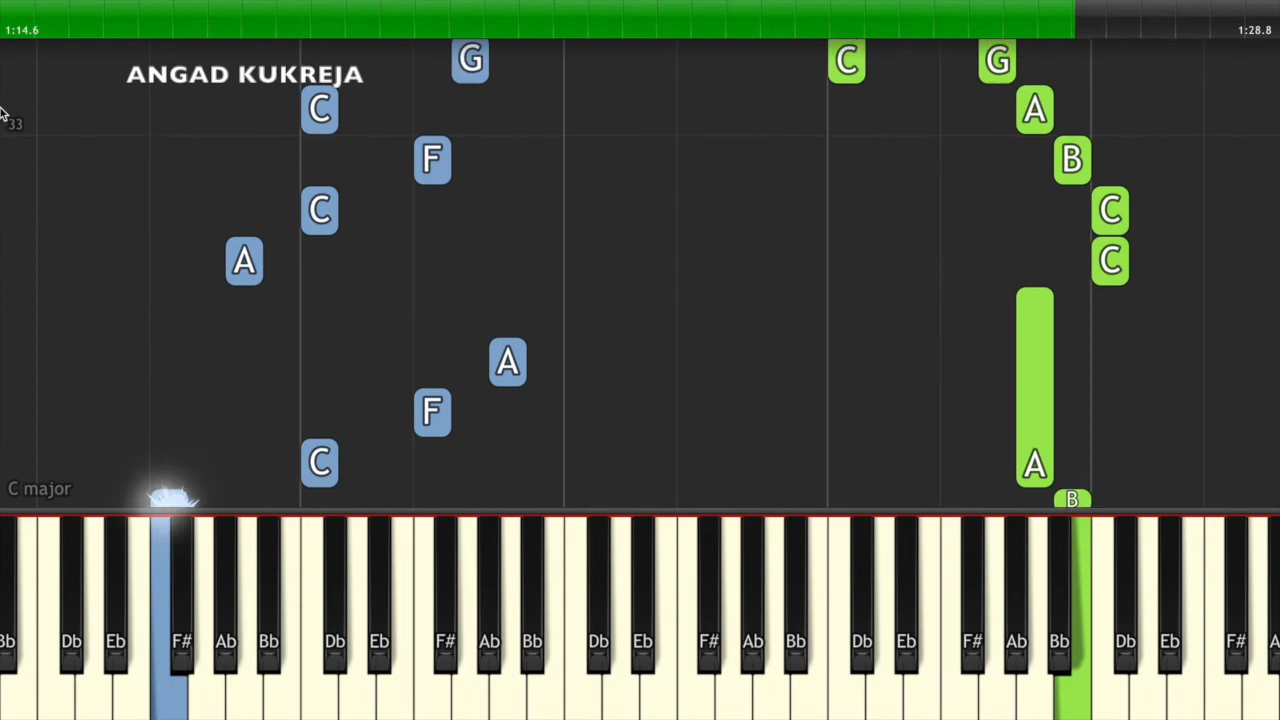 1:14.6 1:28.8
G C G
ANGAD KUKREJA
C A
33
F B
C C
A C
A
F
C A
C major B
Bb Db Eb F# Ab Bb Db Eb F# Ab Bb Db Eb F# Ab Bb Db Eb F# Ab Bb Db Eb F# A